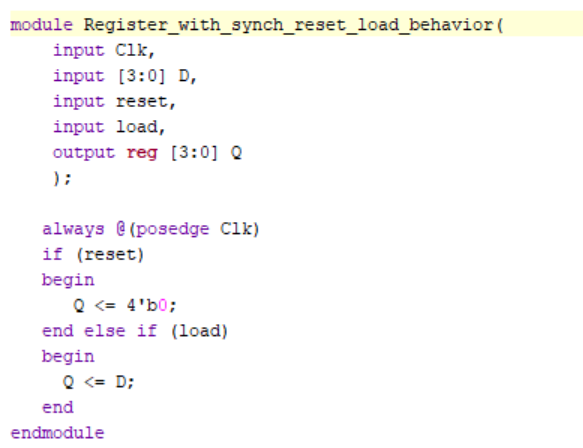 module Register_with_synch_reset_load_behavior(
    input Clk,
    input [3:0] D,
    input reset,
    input load,
    output reg [3:0] Q
    );

   always @(posedge Clk)
   if (reset)
   begin
      Q <= 4'b0;
   end else if (load)
   begin
     Q <= D;
   end
endmodule